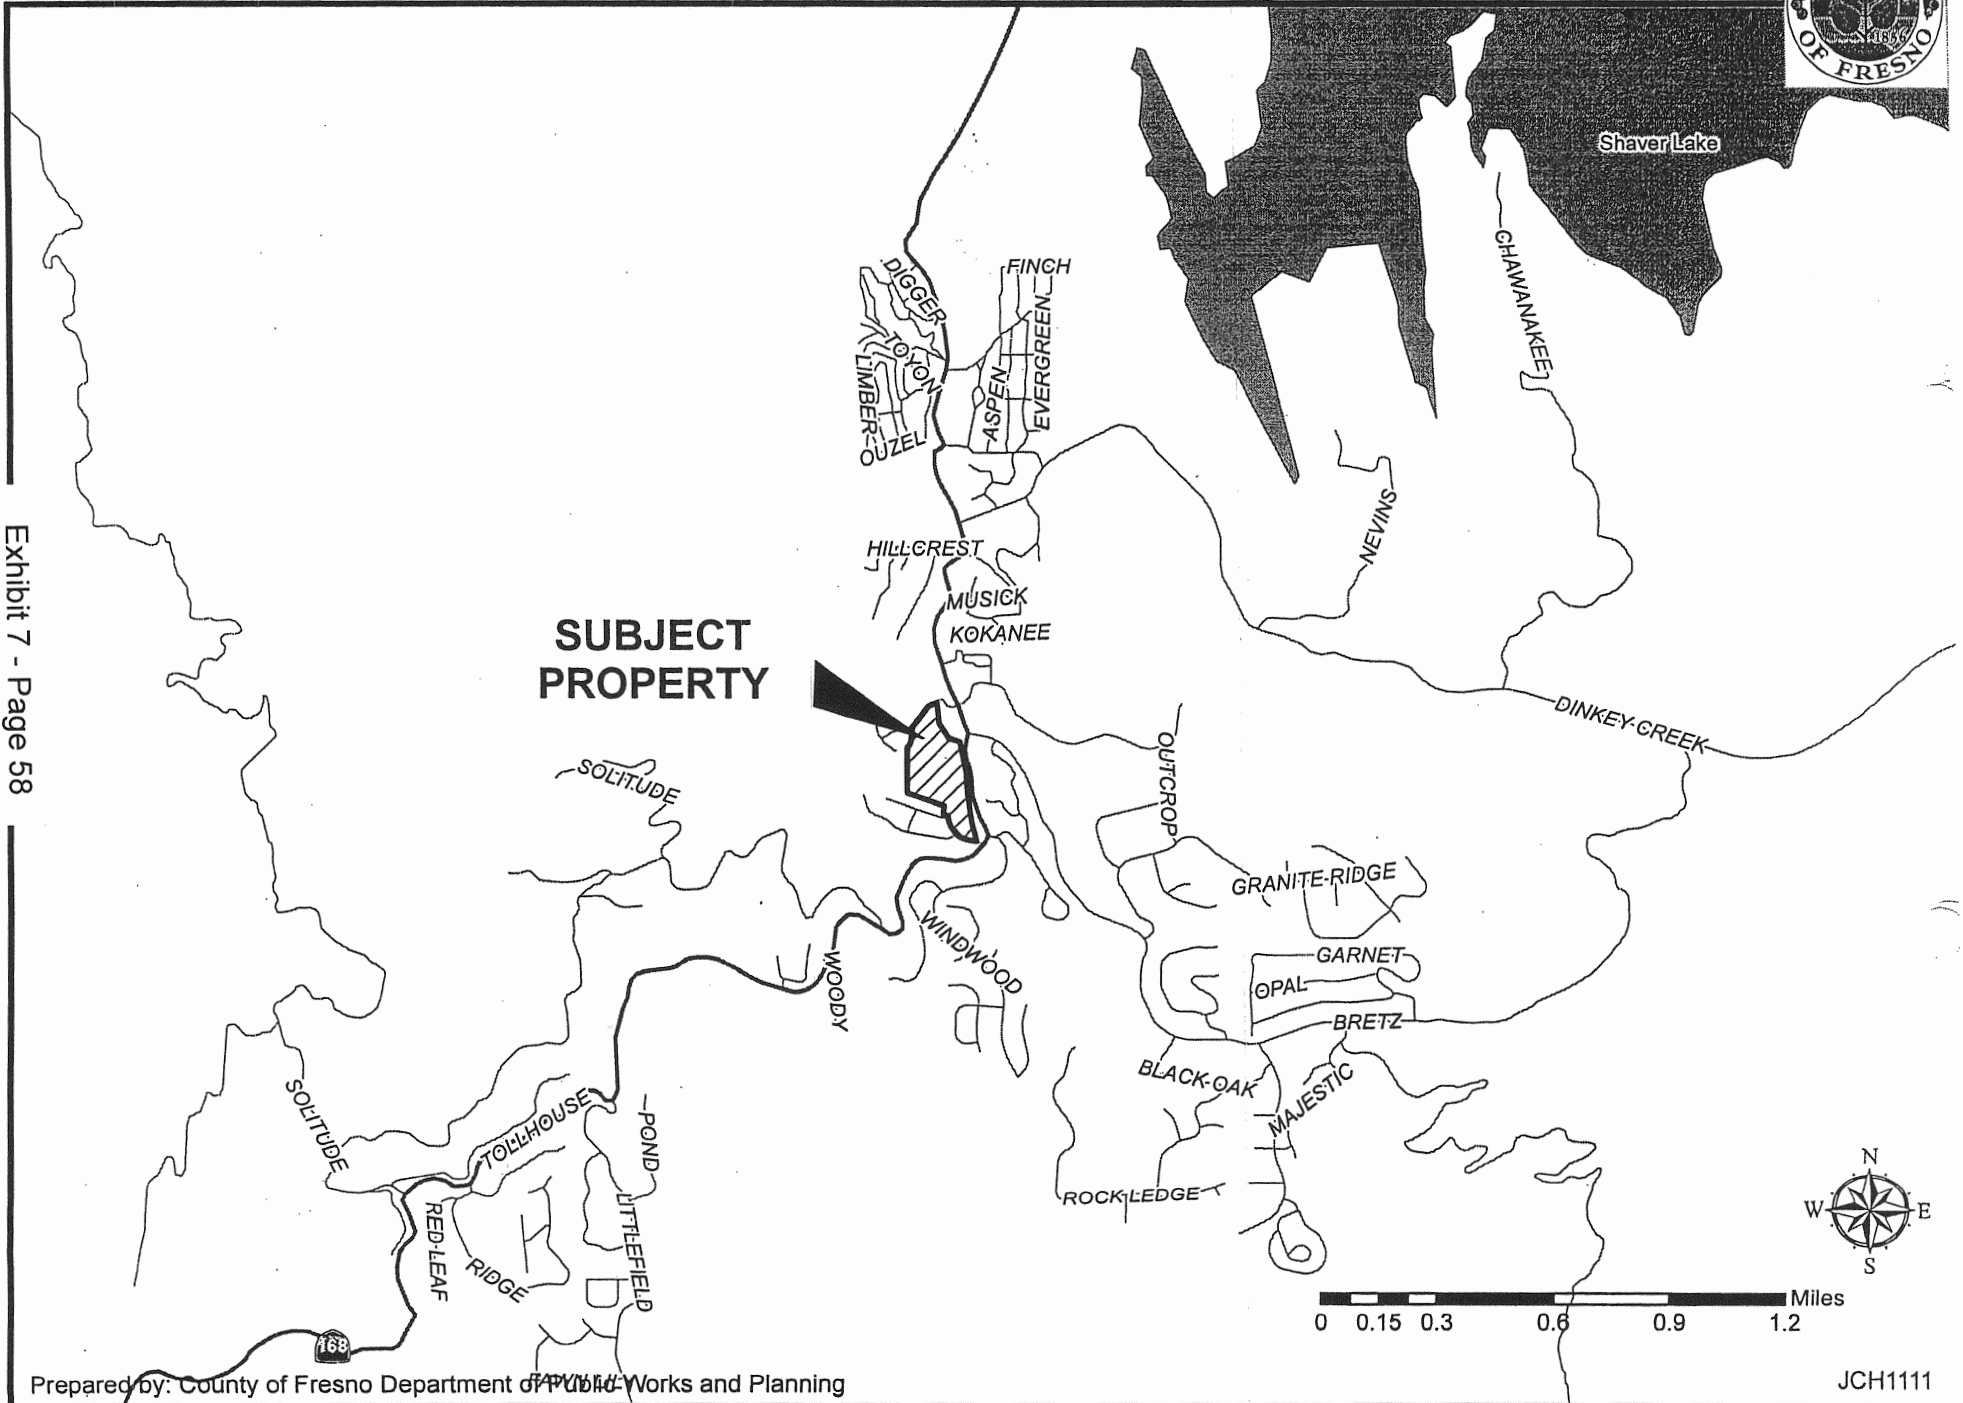 1856
OF FRESNO
Shaver Lake
CHAWANAKEE
DIGGER
FINCH
TOYON
LIMBER
ASPEN
EVERGREEN
OUZEL
NEVINS
HILLCREST
MUSICK
KOKANEE
Exhibit 7 - Page 58
SUBJECT
PROPERTY
DINKEY CREEK
OUTCROP
SOLITUDE
GRANITE RIDGE
WINDWOOD
WOODY
GARNET
OPAL
BRETZ
BLACK OAK
MAJESTIC
SOLITUDE
TOLLHOUSE
POND
ROCK LEDGE
RED LEAF
RIDGE
LITTLEFIELD
N
W E
S
Miles
0 0.15 0.3 0.6 0.9 1.2
168
Prepared by: County of Fresno Department of Public Works and Planning
JCH1111